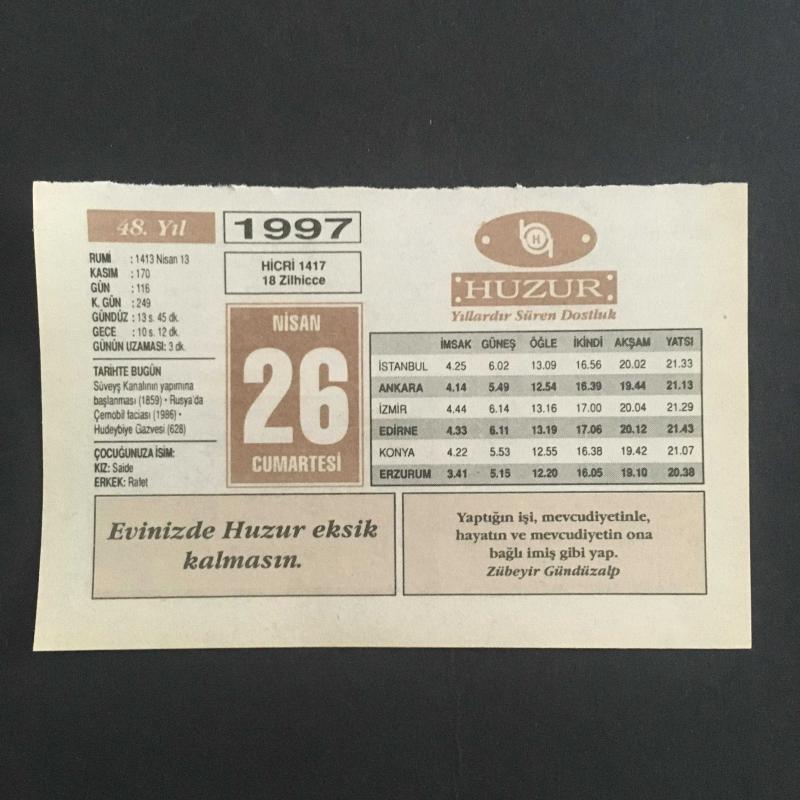 48. Yıl
1997
RUMİ : 1413 Nisan 13
KASIM : 170
GÜN : 116
K. GÜN : 249
GÜNDÜZ : 13 s. 45 dk.
GECE : 10 s. 12 dk.
GÜNÜN UZAMASI: 3 dk.
HİCRİ 1417
18 Zilhicce
TARİHTE BUGÜN
Süveyş Kanalının yapımına
başlanması (1859) • Rusya'da
Çernobil faciası (1986) •
Hudeybiye Gazvesi (628)
ÇOCUĞUNUZA İSİM:
KIZ: Saide
ERKEK: Rafet
NİSAN
26
CUMARTESİ
H
HUZUR
Yıllardır Süren Dostluk
İMSAK GÜNEŞ ÖĞLE İKİNDİ AKŞAM YATSI
İSTANBUL 4.25 6.02 13.09 16.56 20.02 21.33
ANKARA 4.14 5.49 12.54 16.39 19.44 21.13
İZMİR 4.44 6.14 13.16 17.00 20.04 21.29
EDİRNE 4.33 6.11 13.19 17.06 20.12 21.43
KONYA 4.22 5.53 12.55 16.38 19.42 21.07
ERZURUM 3.41 5.15 12.20 16.05 19.10 20.38
Evinizde Huzur eksik
kalmasın.
Yaptığın işi, mevcudiyetinle,
hayatın ve mevcudiyetin ona
bağlı imiş gibi yap.
Zübeyir Gündüzalp